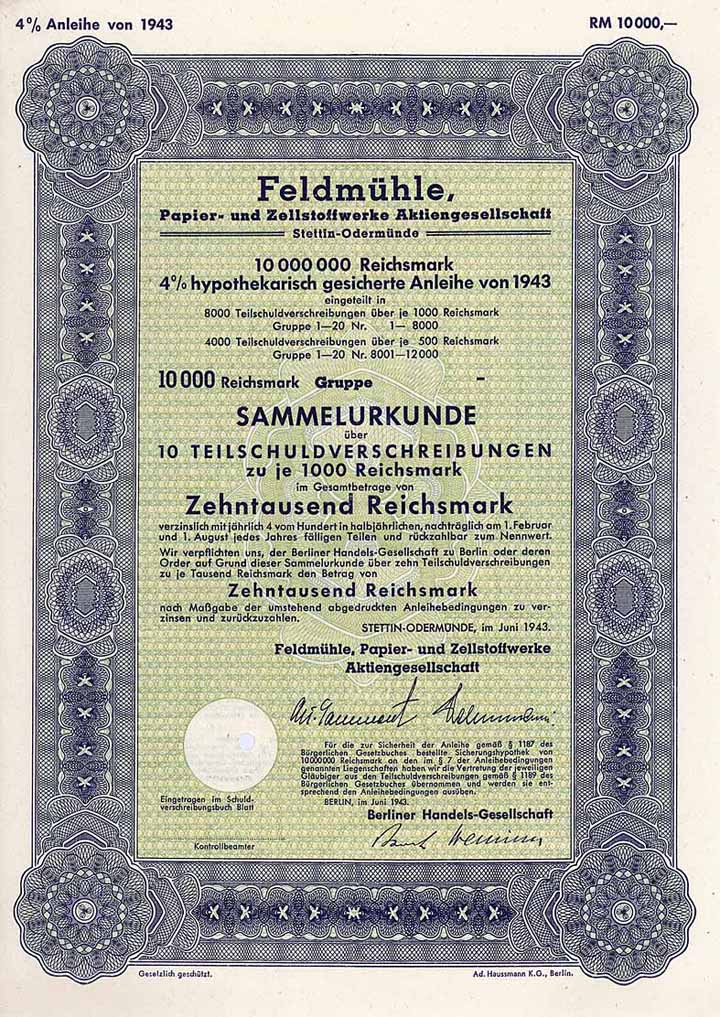 4% Anleihe von 1943
RM 10000,—
Feldmühle,
Papier- und Zellstoffwerke Aktiengesellschaft
Stettin-Odermünde
10 000 000 Reichsmark
4% hypothekarisch gesicherte Anleihe von 1943
eingeteilt in
8000 Teilschuldverschreibungen über je 1000 Reichsmark
Gruppe 1—20 Nr. 1— 8000
4000 Teilschuldverschreibungen über je 500 Reichsmark
Gruppe 1—20 Nr. 8001—12000
10 000 Reichsmark Gruppe -
SAMMELURKUNDE
über
10 TEILSCHULDVERSCHREIBUNGEN
zu je 1000 Reichsmark
im Gesamtbetrage von
Zehntausend Reichsmark
verzinslich mit jährlich 4 vom Hundert in halbjährlichen, nachträglich am 1. Februar
und 1. August jedes Jahres fälligen Teilen und rückzahlbar zum Nennwert.
Wir verpflichten uns, der Berliner Handels-Gesellschaft zu Berlin oder deren
Order auf Grund dieser Sammelurkunde über zehn Teilschuldverschreibungen
zu je Tausend Reichsmark den Betrag von
Zehntausend Reichsmark
nach Maßgabe der umstehend abgedruckten Anleihebedingungen zu ver-
zinsen und zurückzuzahlen.
STETTIN-ODERMÜNDE, im Juni 1943.
Feldmühle, Papier- und Zellstoffwerke
Aktiengesellschaft
Für die zur Sicherheit der Anleihe gemäß § 1187 des
Bürgerlichen Gesetzbuches bestellte Sicherungshypothek von
10000000 Reichsmark an den im § 7 der Anleihebedingungen
genannten Liegenschaften haben wir die Vertretung der jeweiligen
Gläubiger aus den Teilschuldverschreibungen gemäß § 1189 des
Bürgerlichen Gesetzbuches übernommen und werden sie ent-
sprechend den Anleihebedingungen ausüben.
BERLIN, im Juni 1943.
Berliner Handels-Gesellschaft
Eingetragen im Schuld-
verschreibungsbuch Blatt
Kontrollbeamter
Gesetzlich geschützt.
Ad. Haussmann K.G., Berlin.